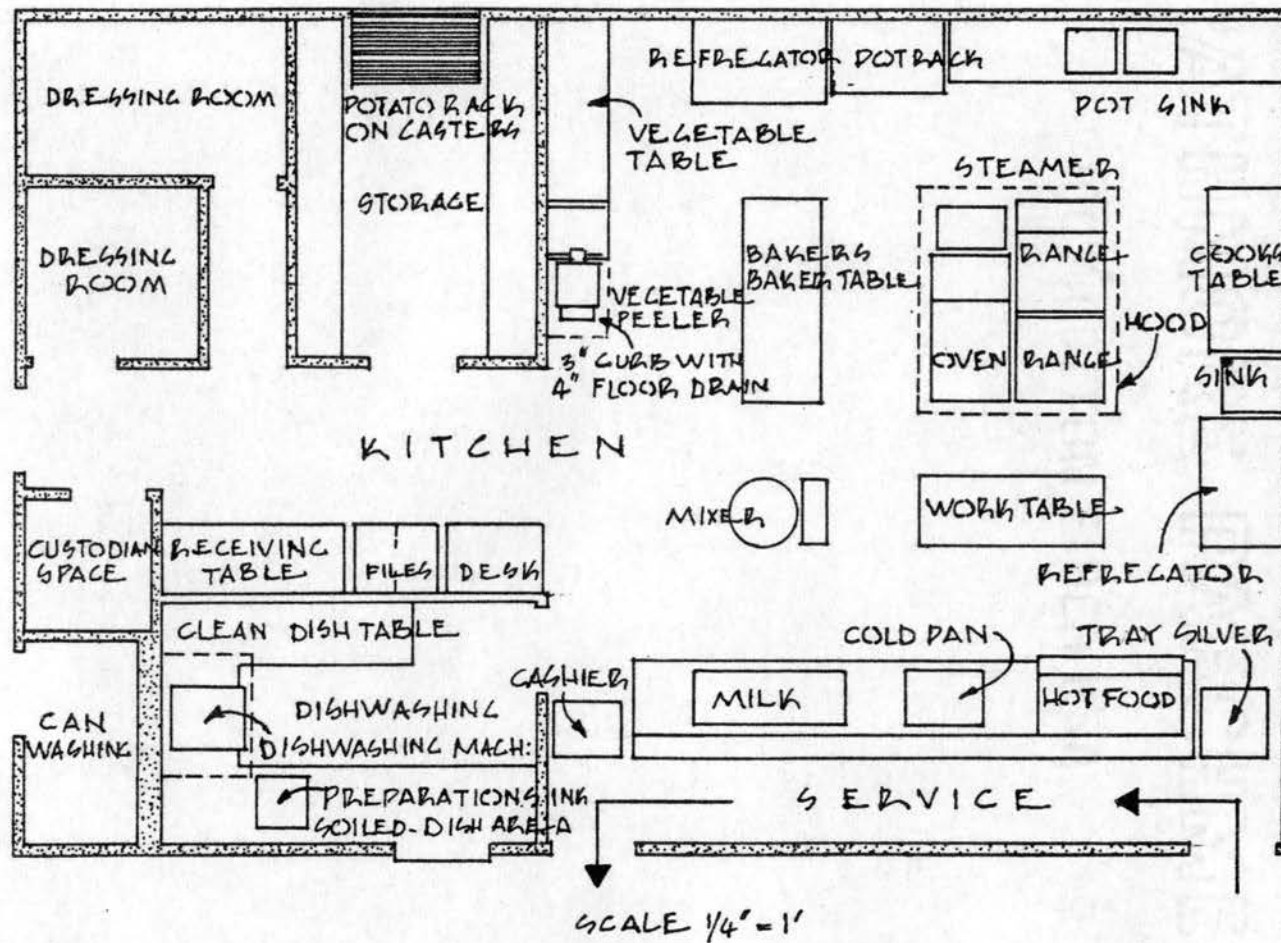 REFREGATOR
POTRACK
DRESSING ROOM
POTATO RACK
ON CASTERS
POT SINK
VEGETABLE
TABLE
STEAMER
STORAGE
DRESSING
ROOM
BAKERS
BAKER TABLE
RANGE
COOKS
TABLE
VEGETABLE
PEELER
HOOD
3" CURB WITH
4" FLOOR DRAIN
OVEN
RANGE
SINK
KITCHEN
MIXER
WORK TABLE
CUSTODIAN
SPACE
RECEIVING
TABLE
FILES
DESK
REFREGATOR
CLEAN DISH TABLE
COLD PAN
TRAY SILVER
CASHIER
MILK
HOT FOOD
CAN
WASHING
DISHWASHING
DISHWASHING MACH:
PREPARATION SINK
SOILED-DISH AREA
SERVICE
SCALE 1/4" = 1'